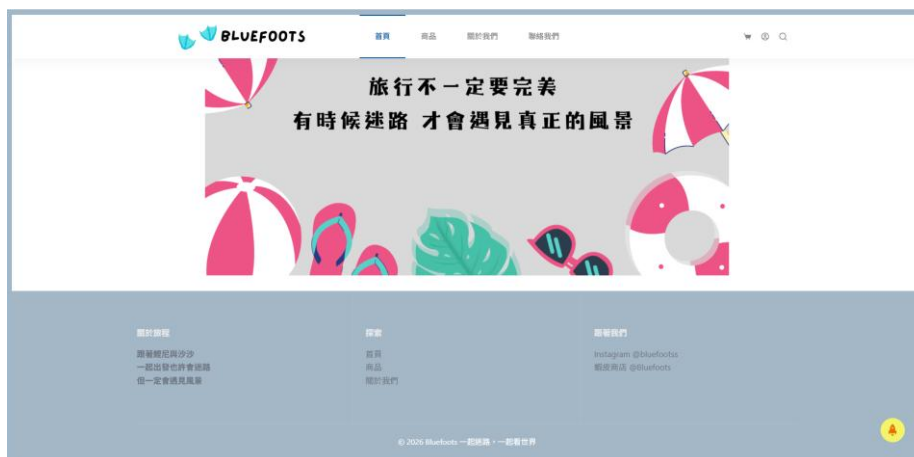 BLUEFOOTS
首頁
商品
關於我們
聯絡我們
旅行不一定要完美
有時候迷路 才會遇見真正的風景
關於旅程
跟著鰹尼與沙沙
一起出發也許會迷路
但一定會遇見風景
探索
首頁
商品
關於我們
跟著我們
Instagram @bluefootss
蝦皮商店 @Bluefoots
© 2026 Bluefoots 一起迷路，一起看世界